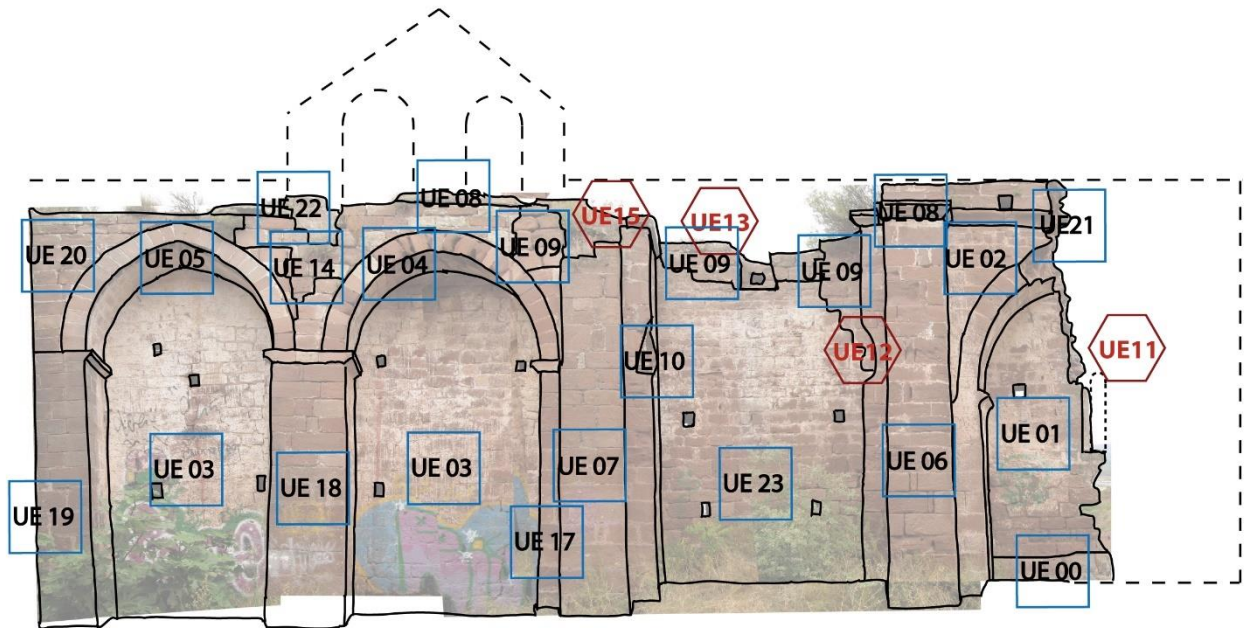 UE 22
UE 08
UE 09
UE15
UE13
UE 08
UE21
UE 20
UE 05
UE 14
UE 04
UE 09
UE 09
UE 02
UE 10
UE12
UE11
UE 03
UE 18
UE 03
UE 07
UE 23
UE 06
UE 01
UE 19
UE 17
UE 00